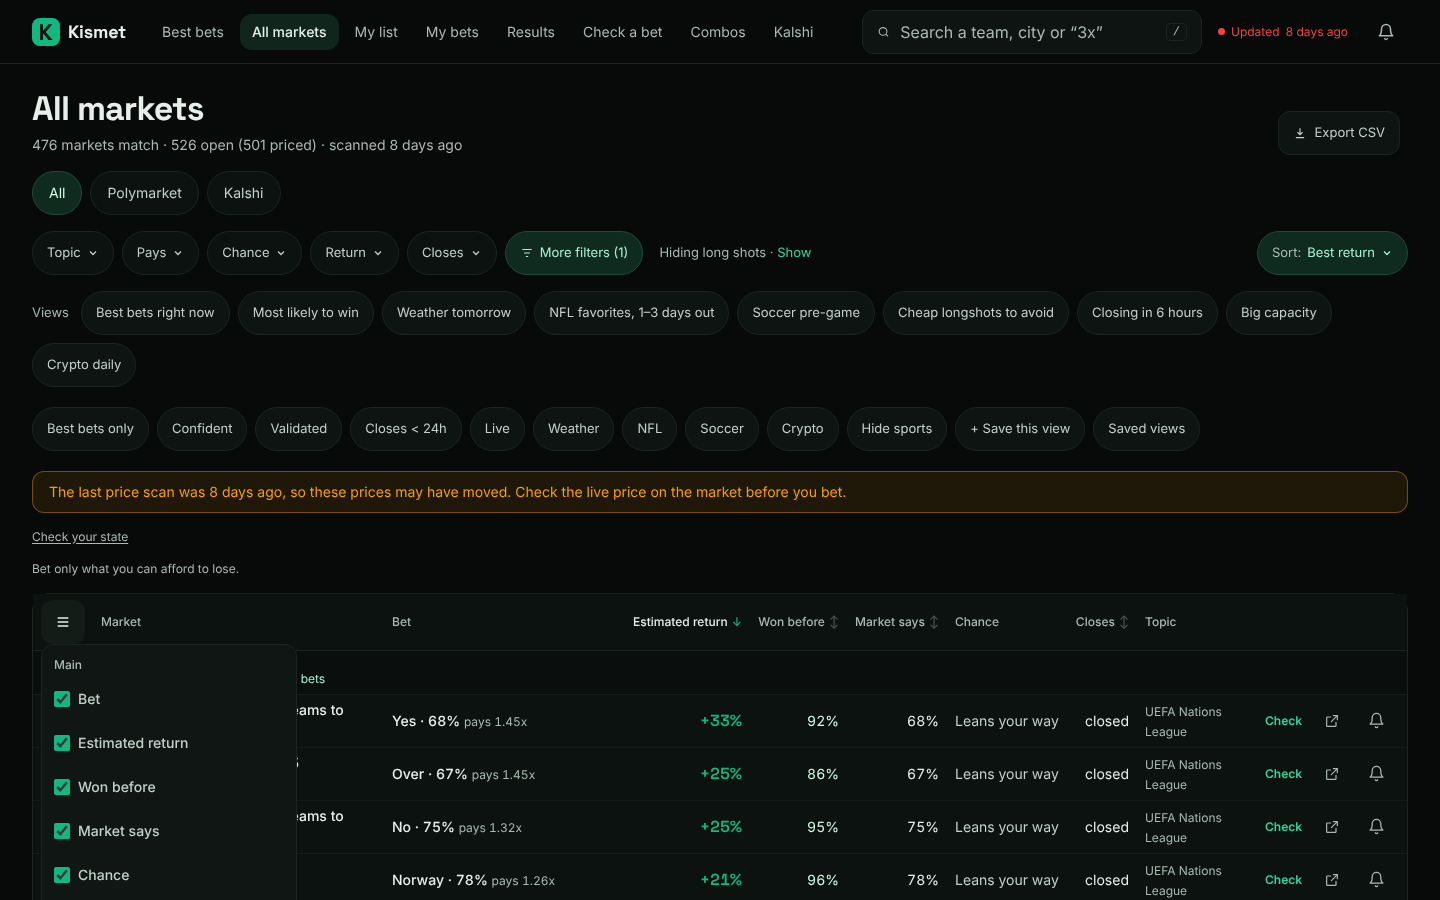 Kismet Best bets All markets My list My bets Results Check a bet Combos Kalshi Search a team, city or “3x” / Updated 8 days ago
All markets
476 markets match · 526 open (501 priced) · scanned 8 days ago
Export CSV
All Polymarket Kalshi
Topic Pays Chance Return Closes More filters (1) Hiding long shots · Show Sort: Best return
Views Best bets right now Most likely to win Weather tomorrow NFL favorites, 1–3 days out Soccer pre-game Cheap longshots to avoid Closing in 6 hours Big capacity
Crypto daily
Best bets only Confident Validated Closes < 24h Live Weather NFL Soccer Crypto Hide sports + Save this view Saved views
The last price scan was 8 days ago, so these prices may have moved. Check the live price on the market before you bet.
Check your state
Bet only what you can afford to lose.
Market Bet Estimated return ↓ Won before Market says Chance Closes Topic
Main
bets
Bet
eams to Yes · 68% pays 1.45x +33% 92% 68% Leans your way closed UEFA Nations League Check
Estimated return
Over · 67% pays 1.45x +25% 86% 67% Leans your way closed UEFA Nations League Check
Won before
eams to No · 75% pays 1.32x +25% 95% 75% Leans your way closed UEFA Nations League Check
Market says
Chance
Norway · 78% pays 1.26x +21% 96% 78% Leans your way closed UEFA Nations League Check